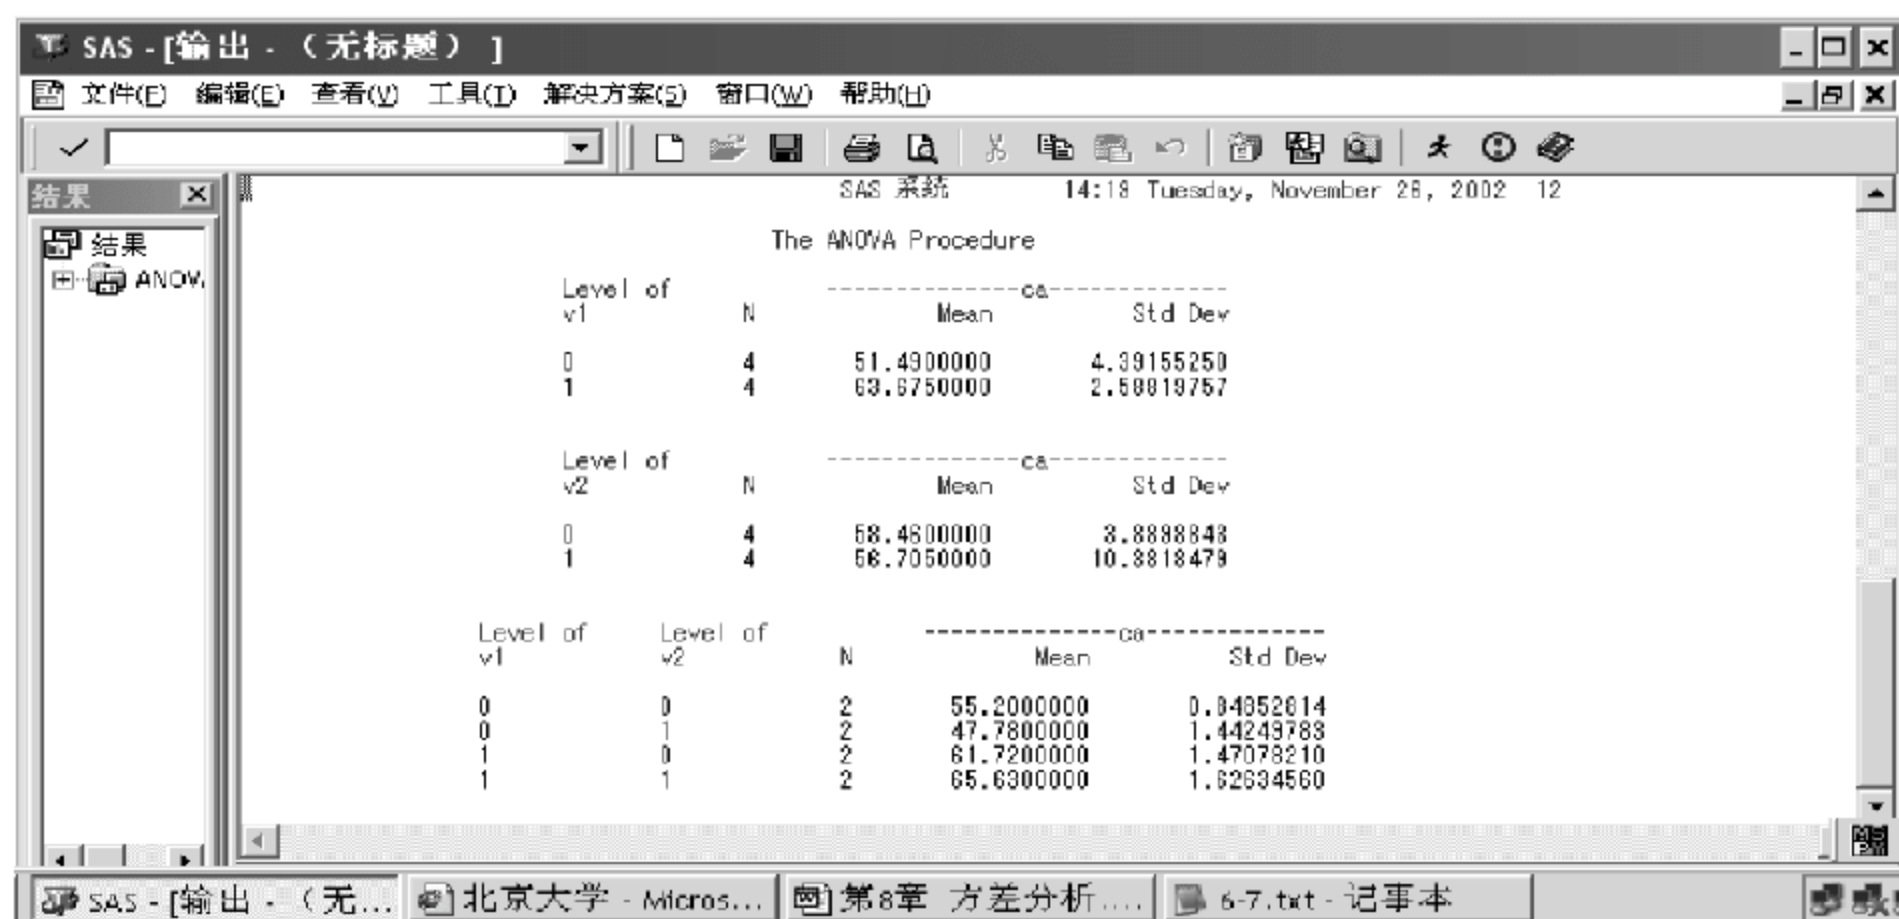 SAS - [输出 - （无标题） ]
文件(F) 编辑(E) 查看(V) 工具(T) 解决方案(S) 窗口(W) 帮助(H)
结果
SAS 系统 14:18 Tuesday, November 26, 2002 12
结果
ANOV
The ANOVA Procedure
Level of --------------ca-------------
v1 N Mean Std Dev
0 4 51.4900000 4.39155250
1 4 63.6750000 2.58819757
Level of --------------ca-------------
v2 N Mean Std Dev
0 4 58.4600000
1 4 56.7050000 10.3818479
Level of Level of --------------ca-------------
v1 v2 N Mean Std Dev
0 0 2 55.2000000 0.84852814
0 1 2 47.7800000 1.44249783
1 0 2 61.7200000 1.47078210
1 1 2 65.6300000 1.62634560
SAS - [输出 - （无...
北京大学 - Micros...
第8章 方差分析....
6-7.txt - 记事本